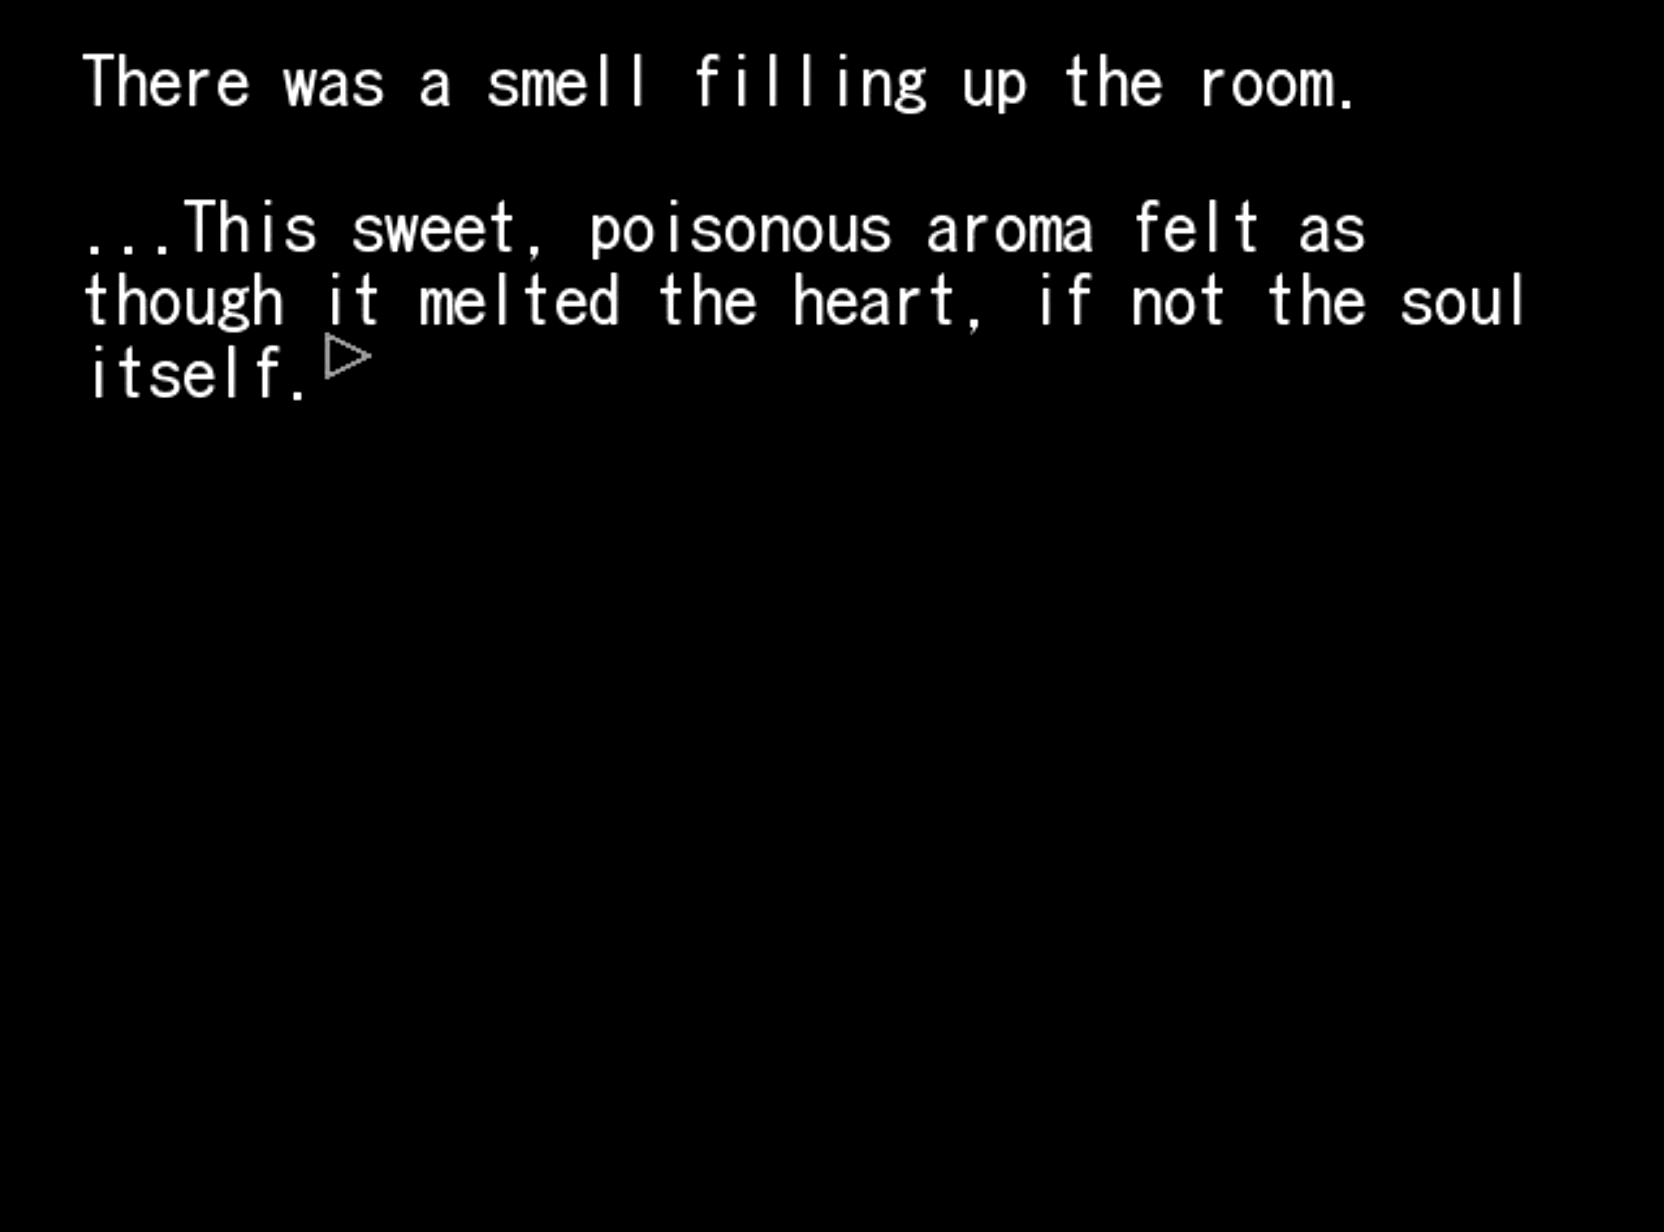 There was a smell filling up the room.
...This sweet, poisonous aroma felt as
though it melted the heart, if not the soul
itself.